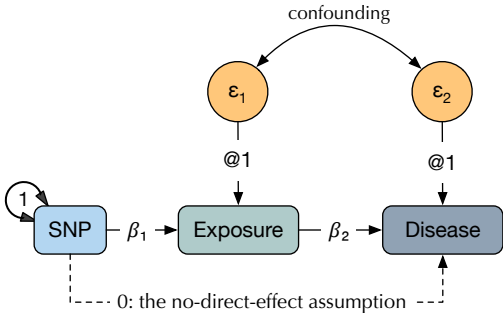 confounding
ε1
ε2
@1
@1
1
SNP
β1
Exposure
β2
Disease
0: the no-direct-effect assumption